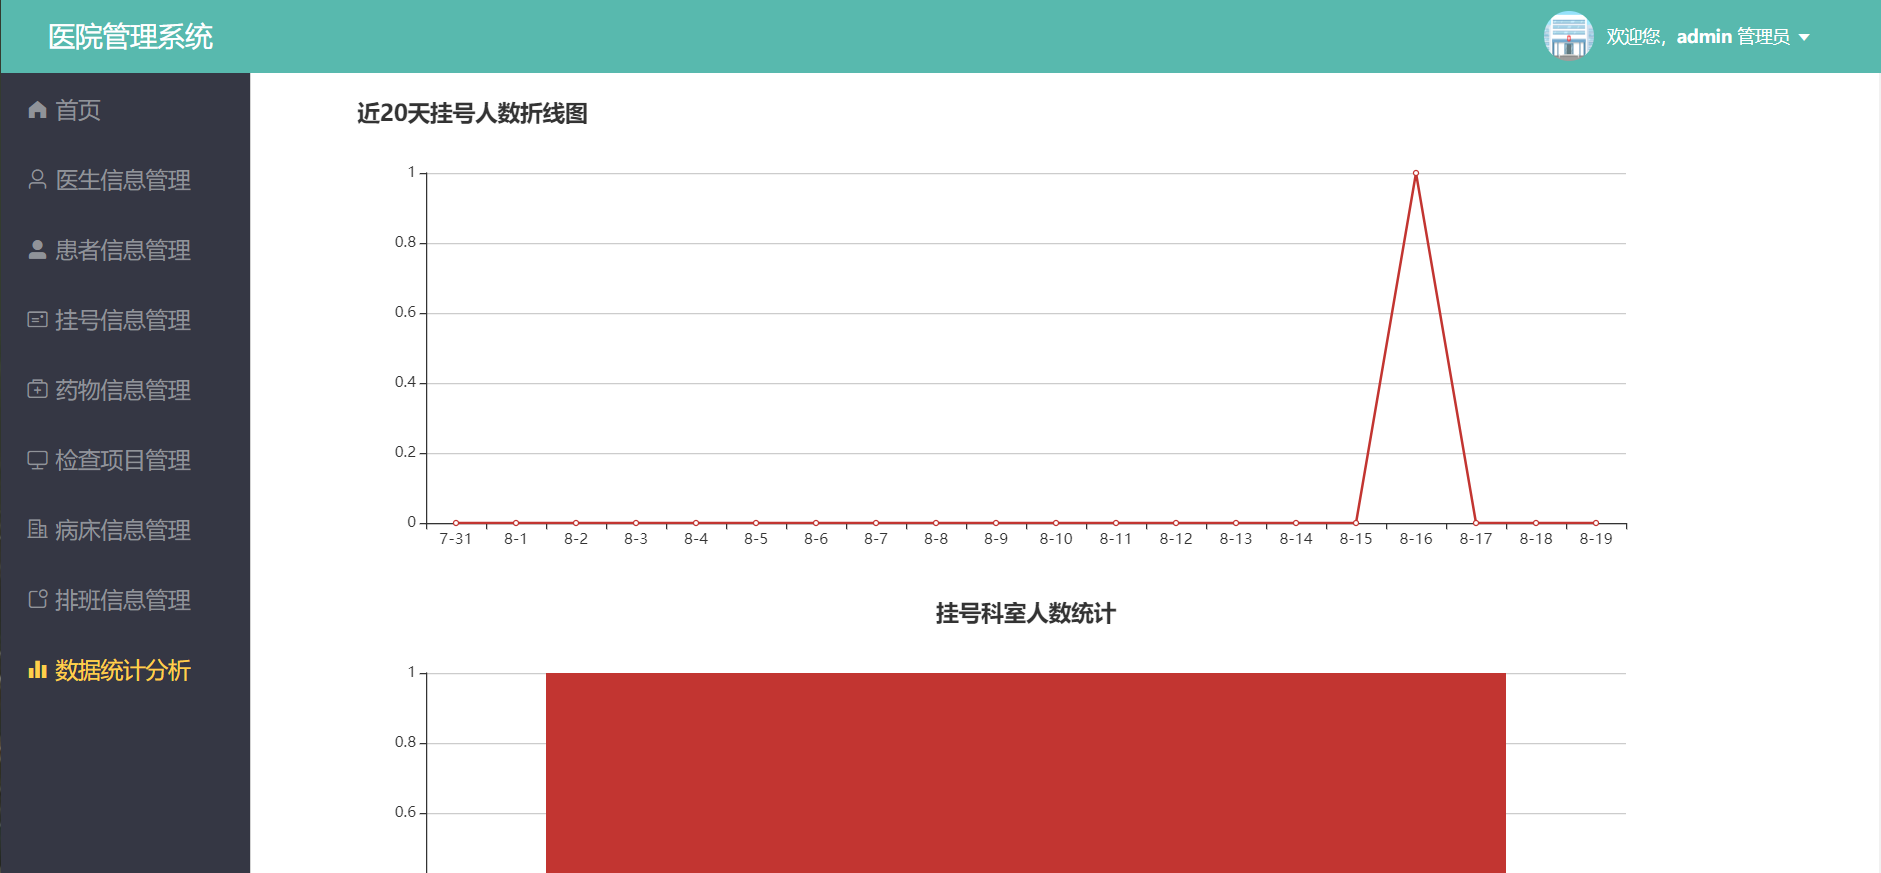 医院管理系统
欢迎您，admin 管理员
首页
医生信息管理
患者信息管理
挂号信息管理
药物信息管理
检查项目管理
病床信息管理
排班信息管理
数据统计分析
近20天挂号人数折线图
1
0.8
0.6
0.4
0.2
0
7-31 8-1 8-2 8-3 8-4 8-5 8-6 8-7 8-8 8-9 8-10 8-11 8-12 8-13 8-14 8-15 8-16 8-17 8-18 8-19
挂号科室人数统计
1
0.8
0.6